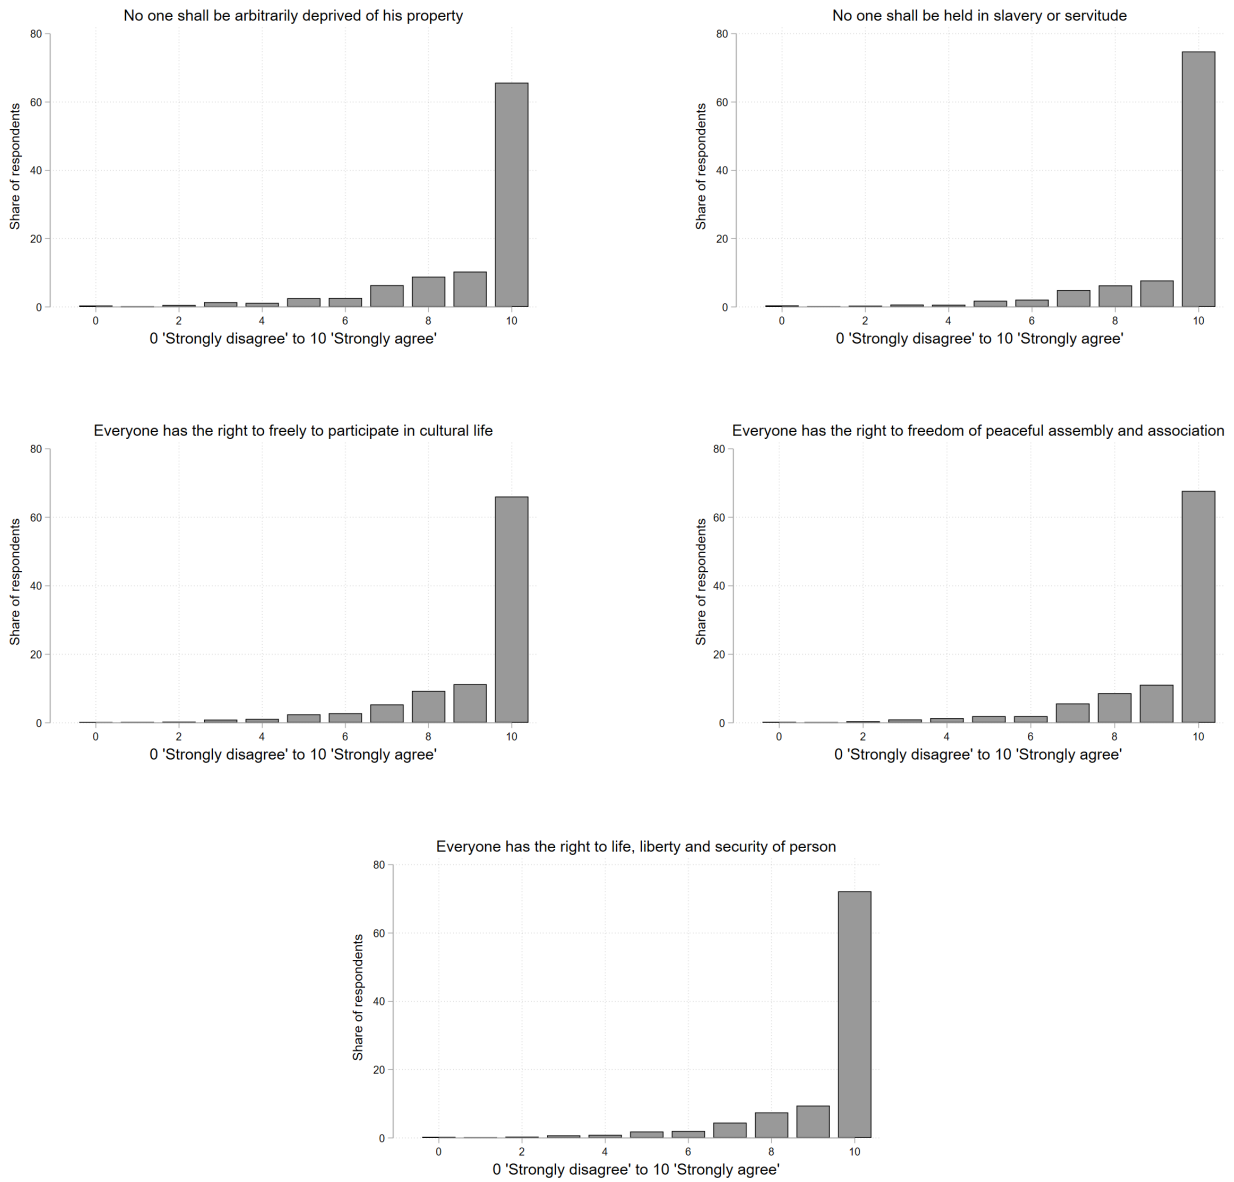 No one shall be arbitrarily deprived of his property
80
60
40
20
0
Share of respondents
0 2 4 6 8 10
0 'Strongly disagree' to 10 'Strongly agree'
No one shall be held in slavery or servitude
80
60
40
20
0
Share of respondents
0 2 4 6 8 10
0 'Strongly disagree' to 10 'Strongly agree'
Everyone has the right to freely to participate in cultural life
80
60
40
20
0
Share of respondents
0 2 4 6 8 10
0 'Strongly disagree' to 10 'Strongly agree'
Everyone has the right to freedom of peaceful assembly and association
80
60
40
20
0
Share of respondents
0 2 4 6 8 10
0 'Strongly disagree' to 10 'Strongly agree'
Everyone has the right to life, liberty and security of person
80
60
40
20
0
Share of respondents
0 2 4 6 8 10
0 'Strongly disagree' to 10 'Strongly agree'